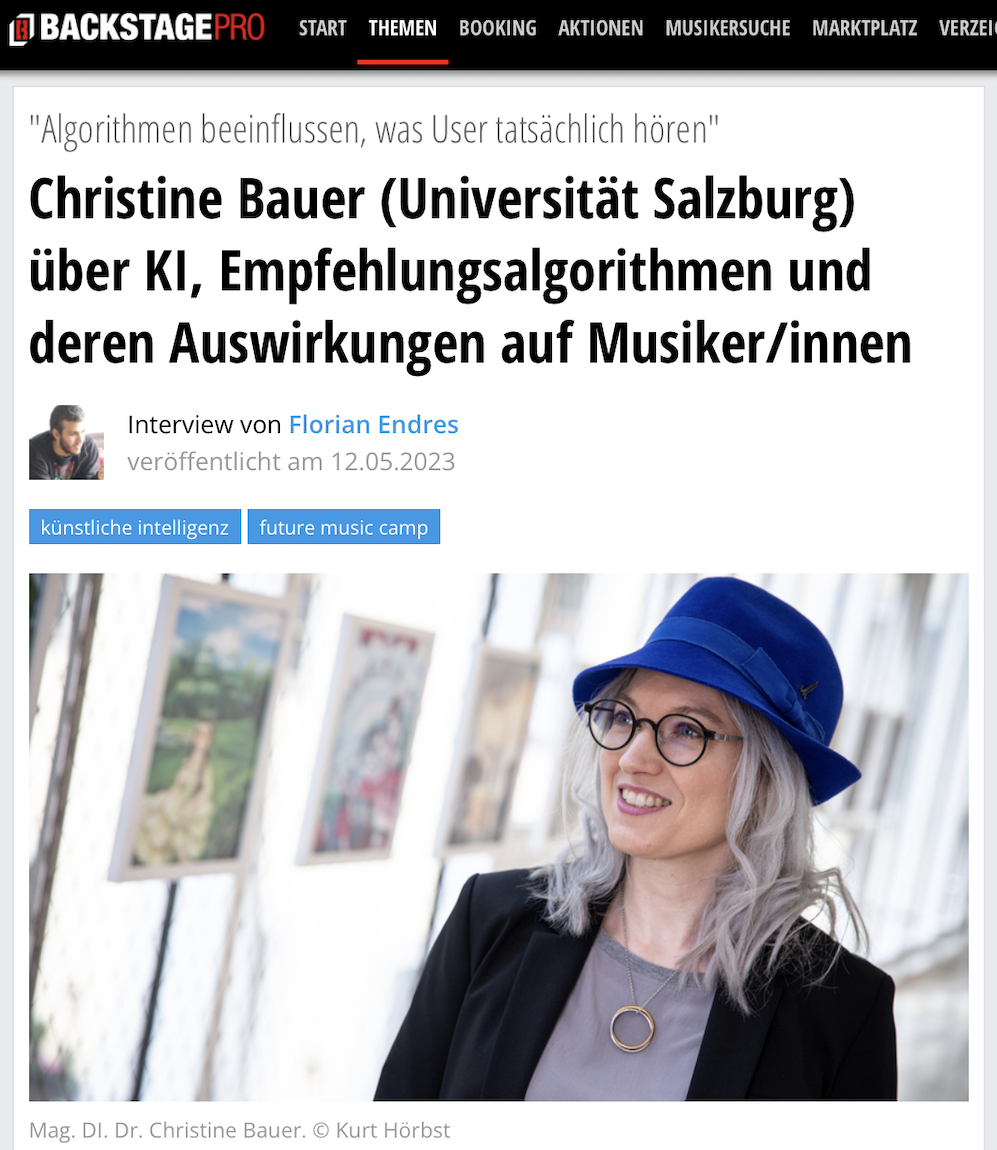 BACKSTAGEPRO START THEMEN BOOKING AKTIONEN MUSIKERSUCHE MARKTPLATZ
"Algorithmen beeinflussen, was User tatsächlich hören"
Christine Bauer (Universität Salzburg)
über KI, Empfehlungsalgorithmen und
deren Auswirkungen auf Musiker/innen
Interview von Florian Endres
veröffentlicht am 12.05.2023
künstliche intelligenz future music camp
Mag. DI. Dr. Christine Bauer. © Kurt Hörbst